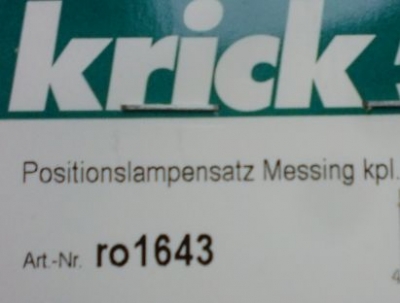 krick
Positionslampensatz Messing kpl.
Art.-Nr. ro1643